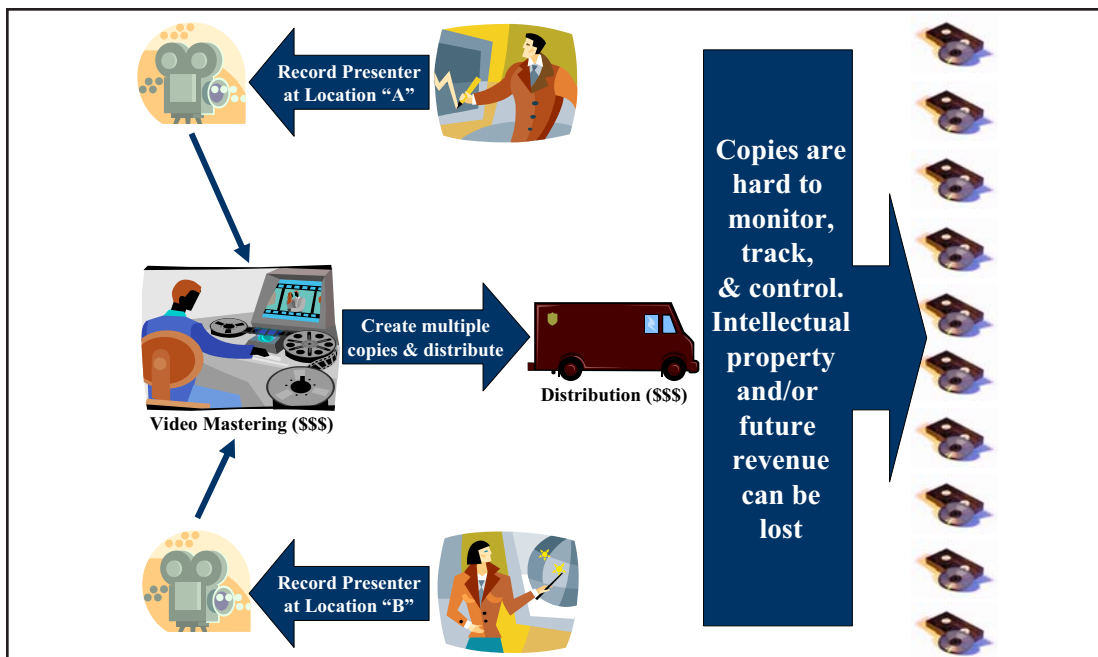 Record Presenter
at Location “A”
Create multiple
copies & distribute
Video Mastering ($$$)
Distribution ($$$)
Record Presenter
at Location “B”
Copies are
hard to
monitor,
track,
& control.
Intellectual
property
and/or
future
revenue
can be
lost